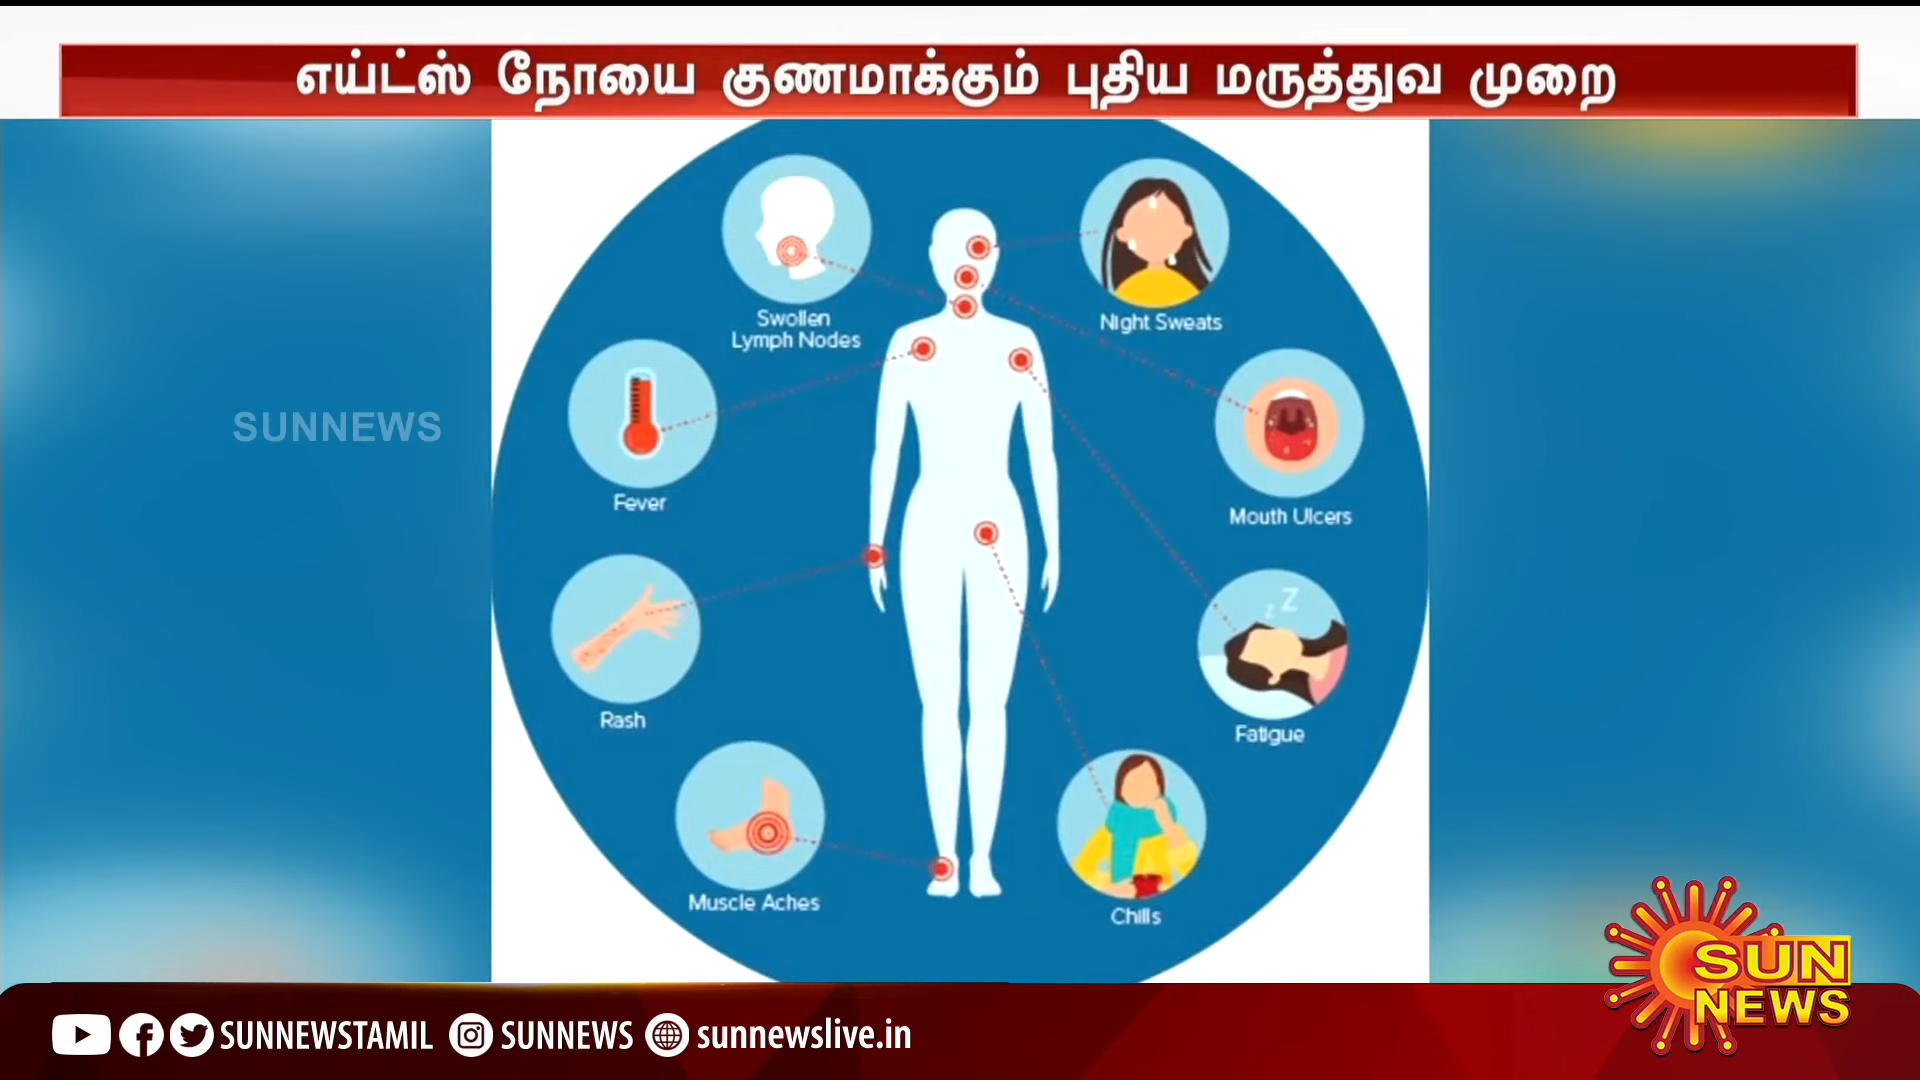 எய்ட்ஸ் நோயை குணமாக்கும் புதிய மருத்துவ முறை
Swollen
Lymph Nodes
Night Sweats
SUNNEWS
Fever
Mouth Ulcers
Rash
z Z
Fatigue
Muscle Aches
Chills
SUN
NEWS
SUNNEWSTAMIL SUNNEWS sunnewslive.in